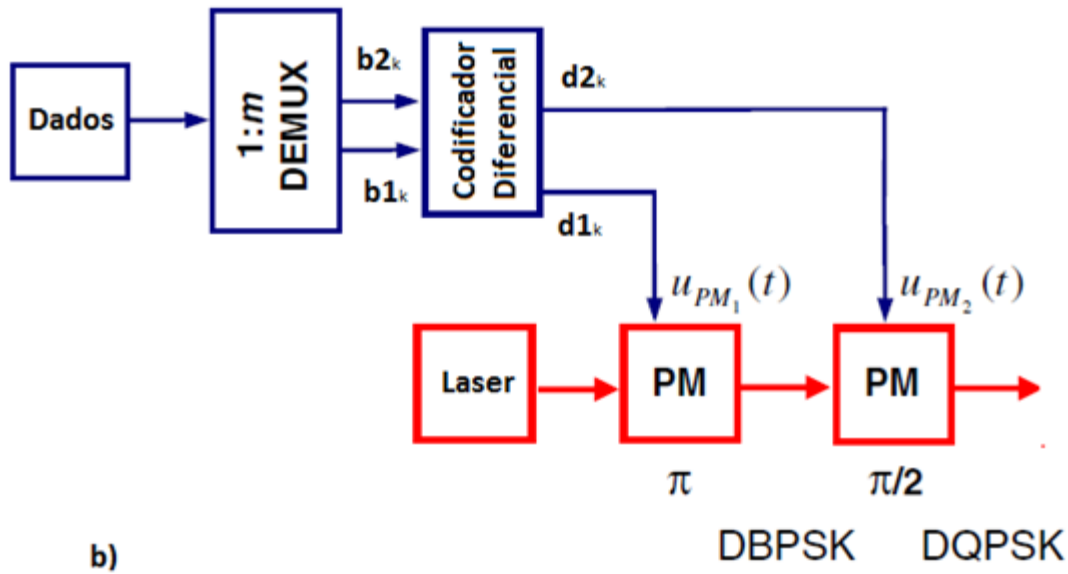 Dados
1:m
DEMUX
b2k
b1k
Codificador
Diferencial
d2k
d1k
uPM1(t)
uPM2(t)
Laser
PM
PM
π
π/2
DBPSK
DQPSK
b)